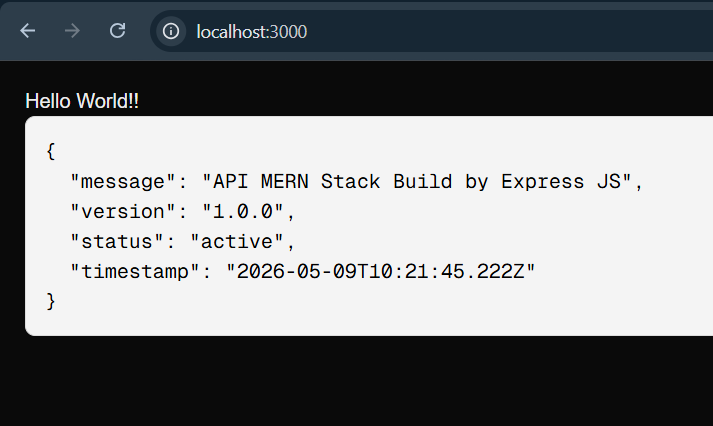 localhost:3000
Hello World!!
{
  "message": "API MERN Stack Build by Express JS",
  "version": "1.0.0",
  "status": "active",
  "timestamp": "2026-05-09T10:21:45.222Z"
}